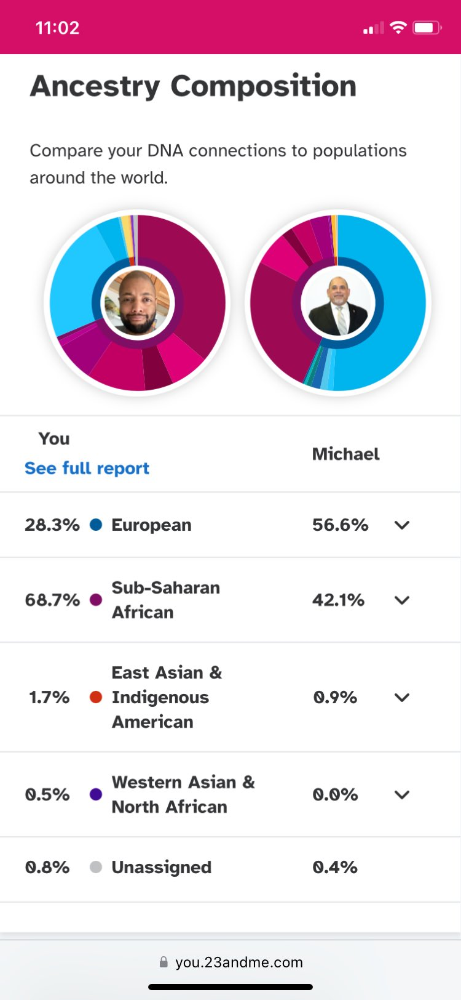 11:02
Ancestry Composition
Compare your DNA connections to populations
around the world.
You
See full report
Michael
28.3% European 56.6%
68.7% Sub-Saharan
African 42.1%
1.7% East Asian &
Indigenous
American 0.9%
0.5% Western Asian &
North African 0.0%
0.8% Unassigned 0.4%
you.23andme.com